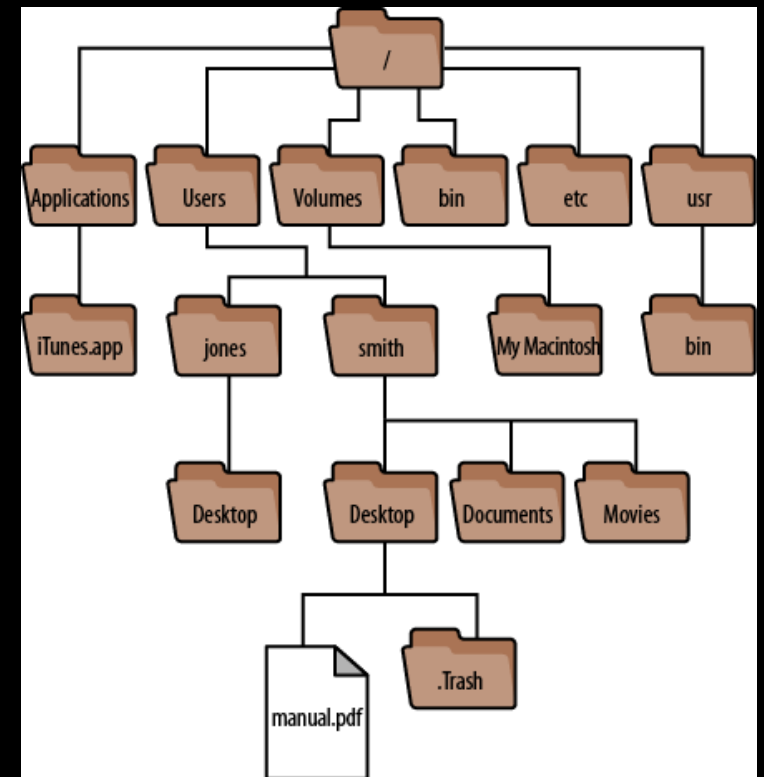 /
Applications
Users
Volumes
bin
etc
usr
iTunes.app
jones
smith
My Macintosh
bin
Desktop
Desktop
Documents
Movies
manual.pdf
.Trash